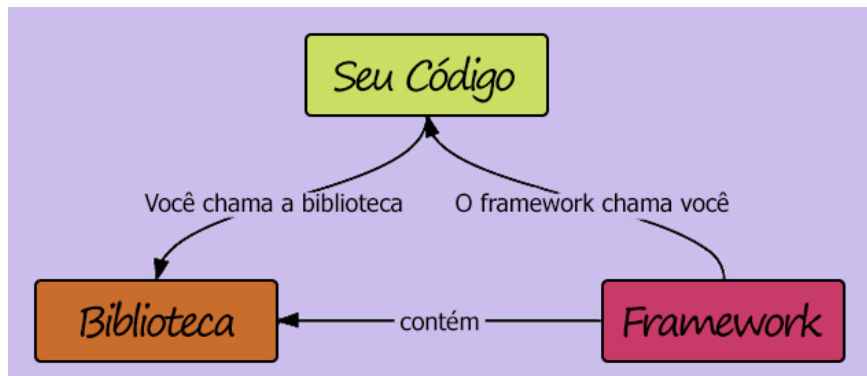 Seu Código
Você chama a biblioteca
O framework chama você
Biblioteca
contém
Framework